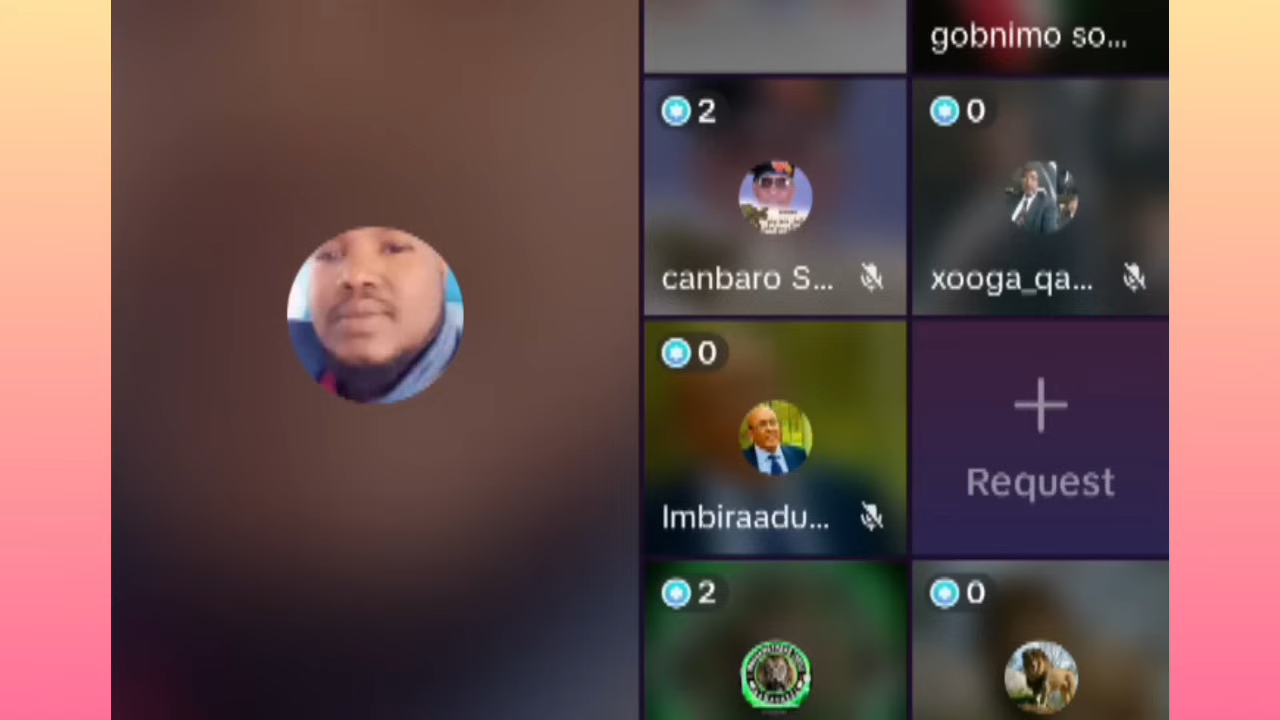 gobnimo so...
2
0
canbaro S...
xooga_qa...
0
Imbiraadu...
Request
2
0